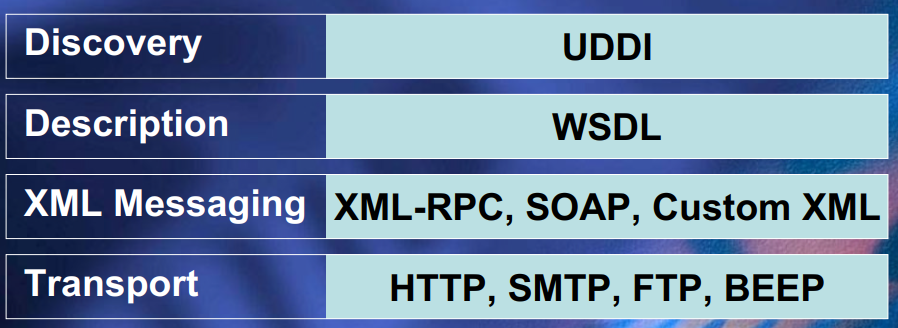 Discovery UDDI
Description WSDL
XML Messaging XML-RPC, SOAP, Custom XML
Transport HTTP, SMTP, FTP, BEEP